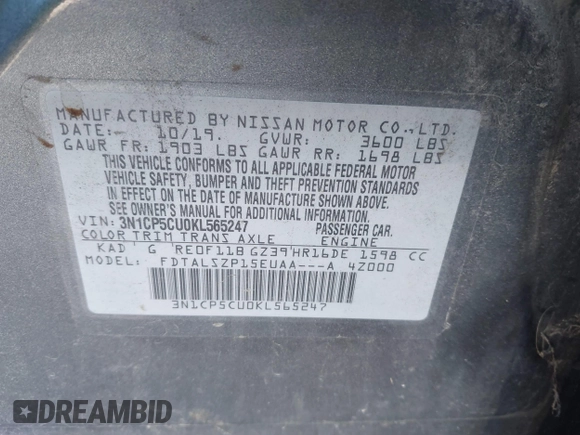 MANUFACTURED BY NISSAN MOTOR CO.,LTD.
DATE:- 10/19. GVWR: 3600 LBS
GAWR FR: 1903 LBS GAWR RR: 1698 LBS
THIS VEHICLE CONFORMS TO ALL APPLICABLE FEDERAL MOTOR
VEHICLE SAFETY, BUMPER AND THEFT PREVENTION STANDARDS
IN EFFECT ON THE DATE OF MANUFACTURE SHOWN ABOVE.
SEE OWNER'S MANUAL FOR ADDITIONAL INFORMATION.
VIN: 3N1CP5CU0KL565247 PASSENGER CAR.
COLOR TRIM TRANS AXLE ENGINE
KAD G RE0F11B GZ39 HR16DE 1598 CC
MODEL: FDTALSZP15EUAA---A 4Z000
3N1CP5CU0KL565247
DREAMBID